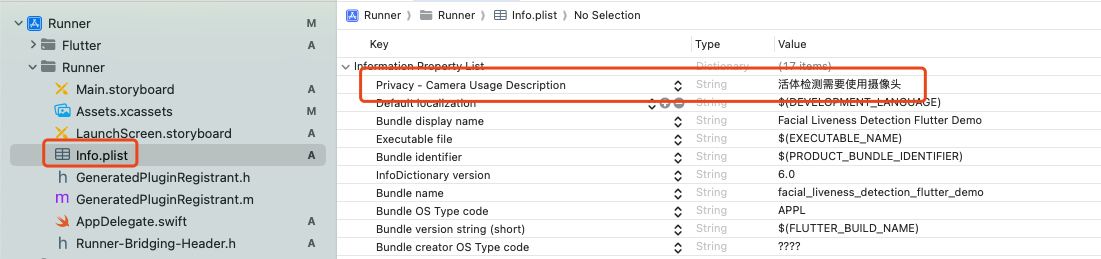 Runner M
Flutter A
Runner
Main.storyboard A
Assets.xcassets A
LaunchScreen.storyboard A
Info.plist A
GeneratedPluginRegistrant.h
GeneratedPluginRegistrant.m
AppDelegate.swift A
Runner-Bridging-Header.h A
Runner Runner Info.plist No Selection
Key Type Value
Information Property List Dictionary (17 items)
Privacy - Camera Usage Description String 活体检测需要使用摄像头
Default localization String $(DEVELOPMENT_LANGUAGE)
Bundle display name String Facial Liveness Detection Flutter Demo
Executable file String $(EXECUTABLE_NAME)
Bundle identifier String $(PRODUCT_BUNDLE_IDENTIFIER)
InfoDictionary version String 6.0
Bundle name String facial_liveness_detection_flutter_demo
Bundle OS Type code String APPL
Bundle version string (short) String $(FLUTTER_BUILD_NAME)
Bundle creator OS Type code String ????